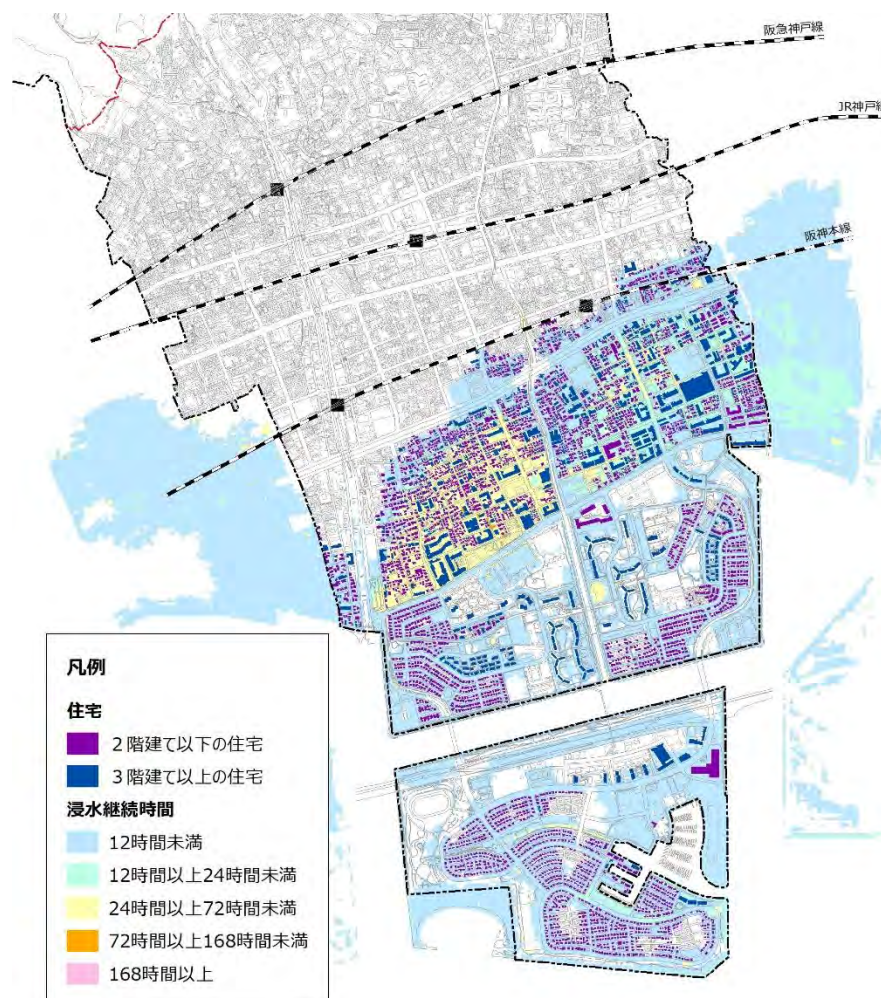 阪急神戸線
JR神戸線
阪神本線
凡例
住宅
２階建て以下の住宅
３階建て以上の住宅
浸水継続時間
12時間未満
12時間以上24時間未満
24時間以上72時間未満
72時間以上168時間未満
168時間以上